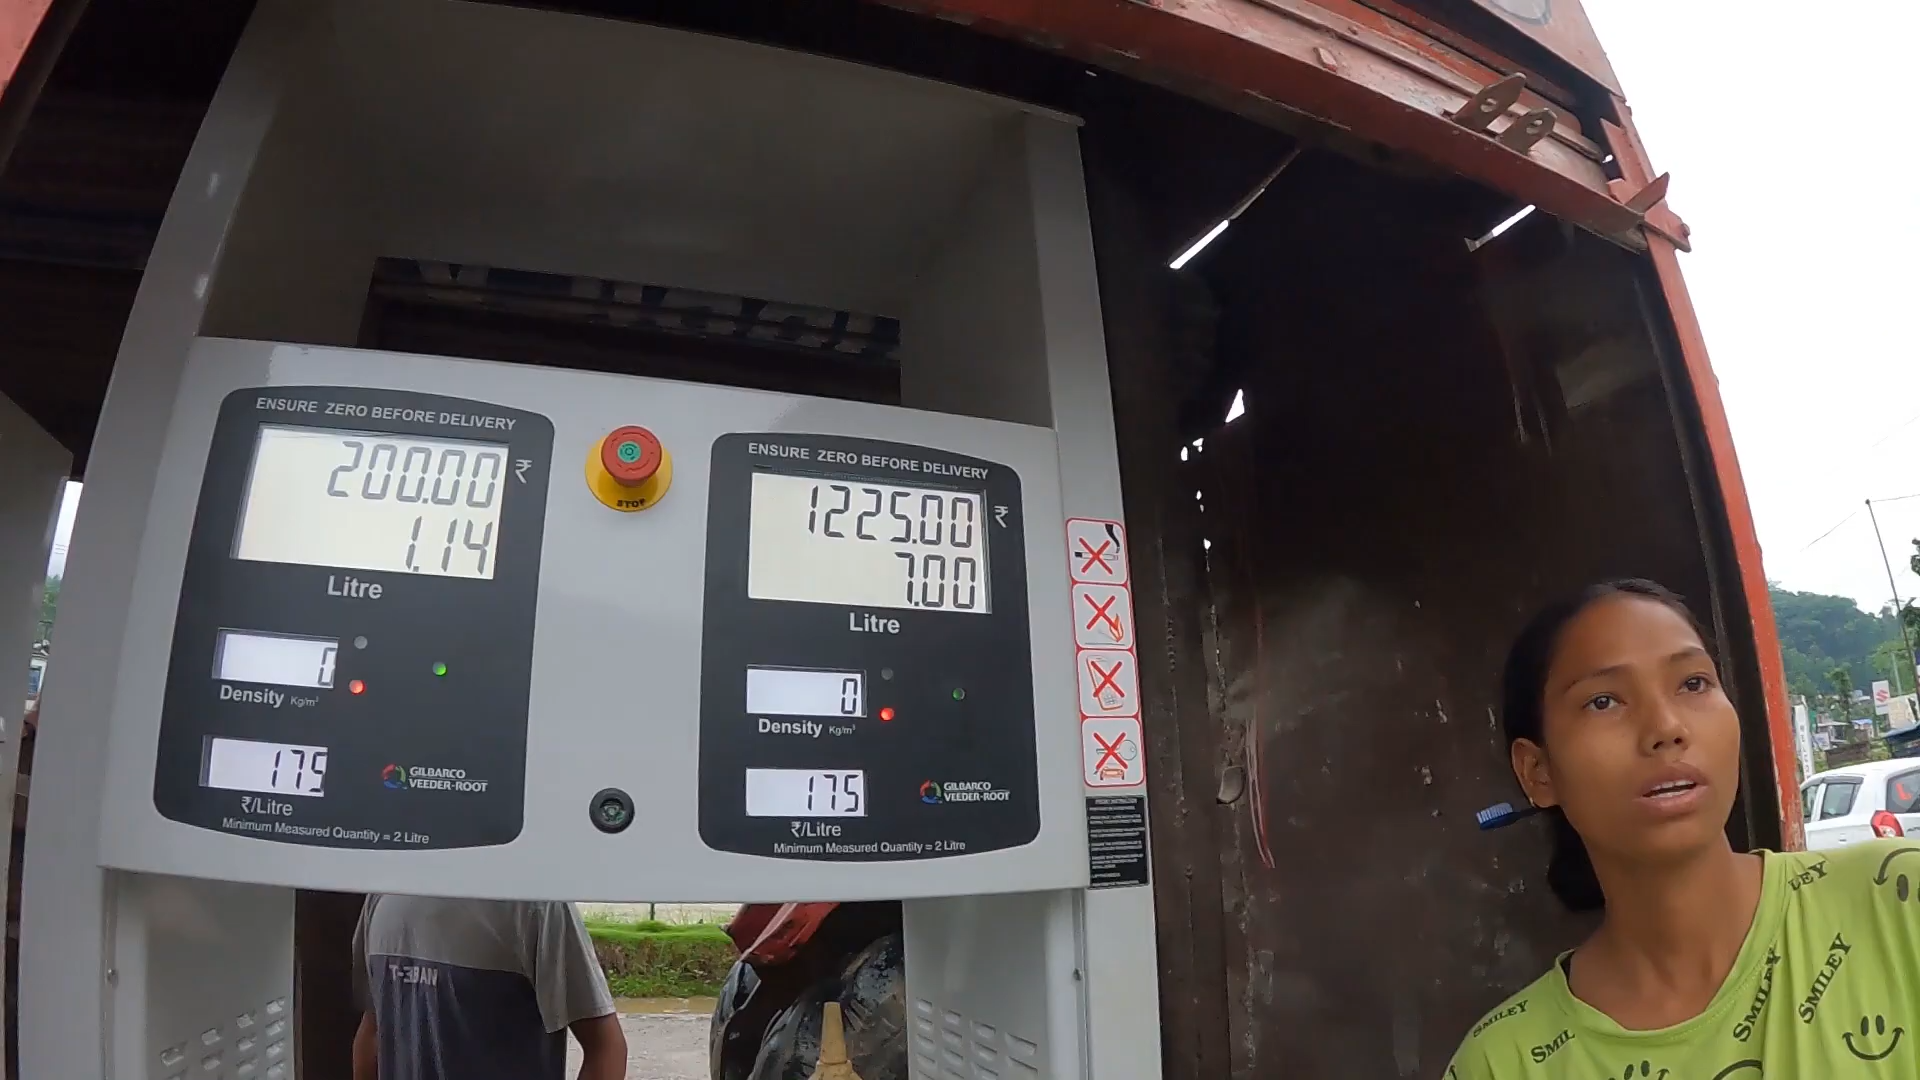 ENSURE ZERO BEFORE DELIVERY
200.00 ₹
1.14
Litre
0
Density Kg/m³
175
₹/Litre
GILBARCO
VEEDER-ROOT
Minimum Measured Quantity = 2 Litre
STOP
ENSURE ZERO BEFORE DELIVERY
1225.00 ₹
7.00
Litre
0
Density Kg/m³
175
₹/Litre
GILBARCO
VEEDER-ROOT
Minimum Measured Quantity = 2 Litre
SMILEY
SMILEY
SMILEY